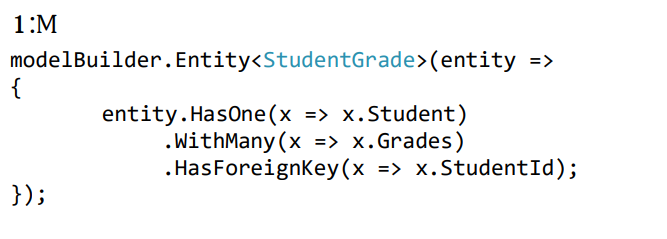 1:M
modelBuilder.Entity<StudentGrade>(entity =>
{
entity.HasOne(x => x.Student)
.WithMany(x => x.Grades)
.HasForeignKey(x => x.StudentId);
});